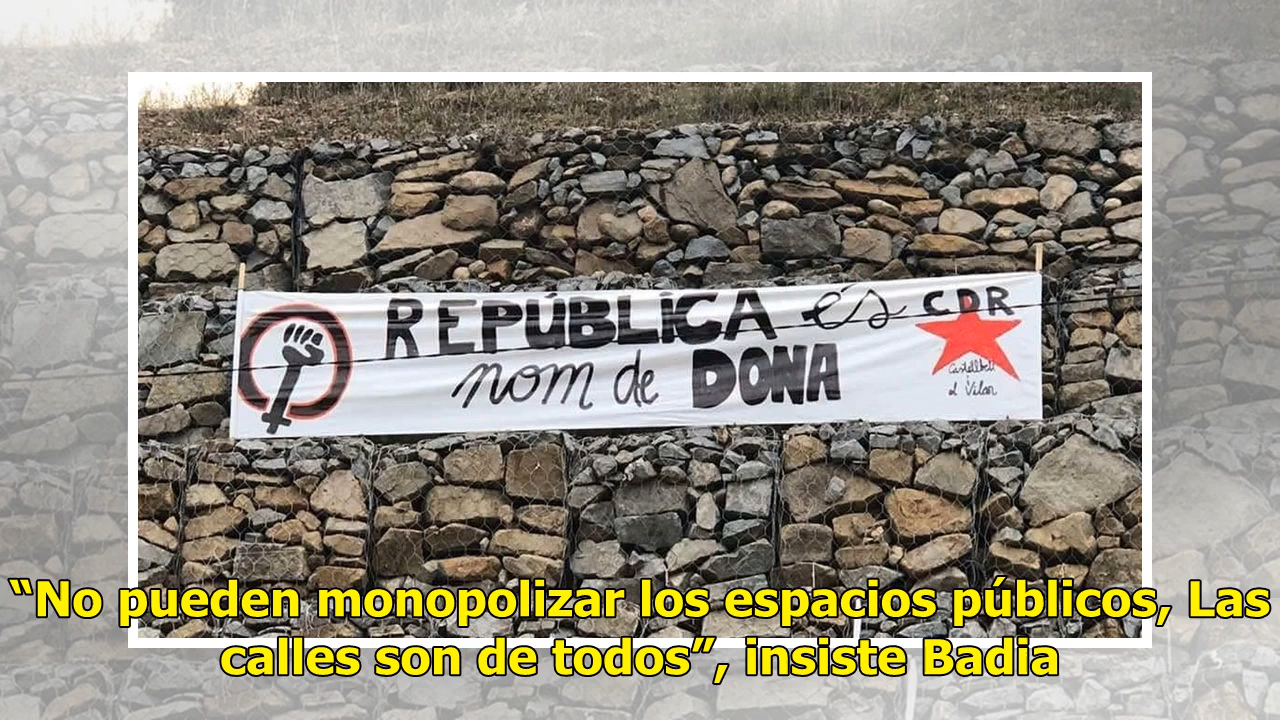 REPÚBLICA és
nom de DONA
CDR
Castellbell i
el Vilar
“No pueden monopolizar los espacios públicos, Las
calles son de todos”, insiste Badia